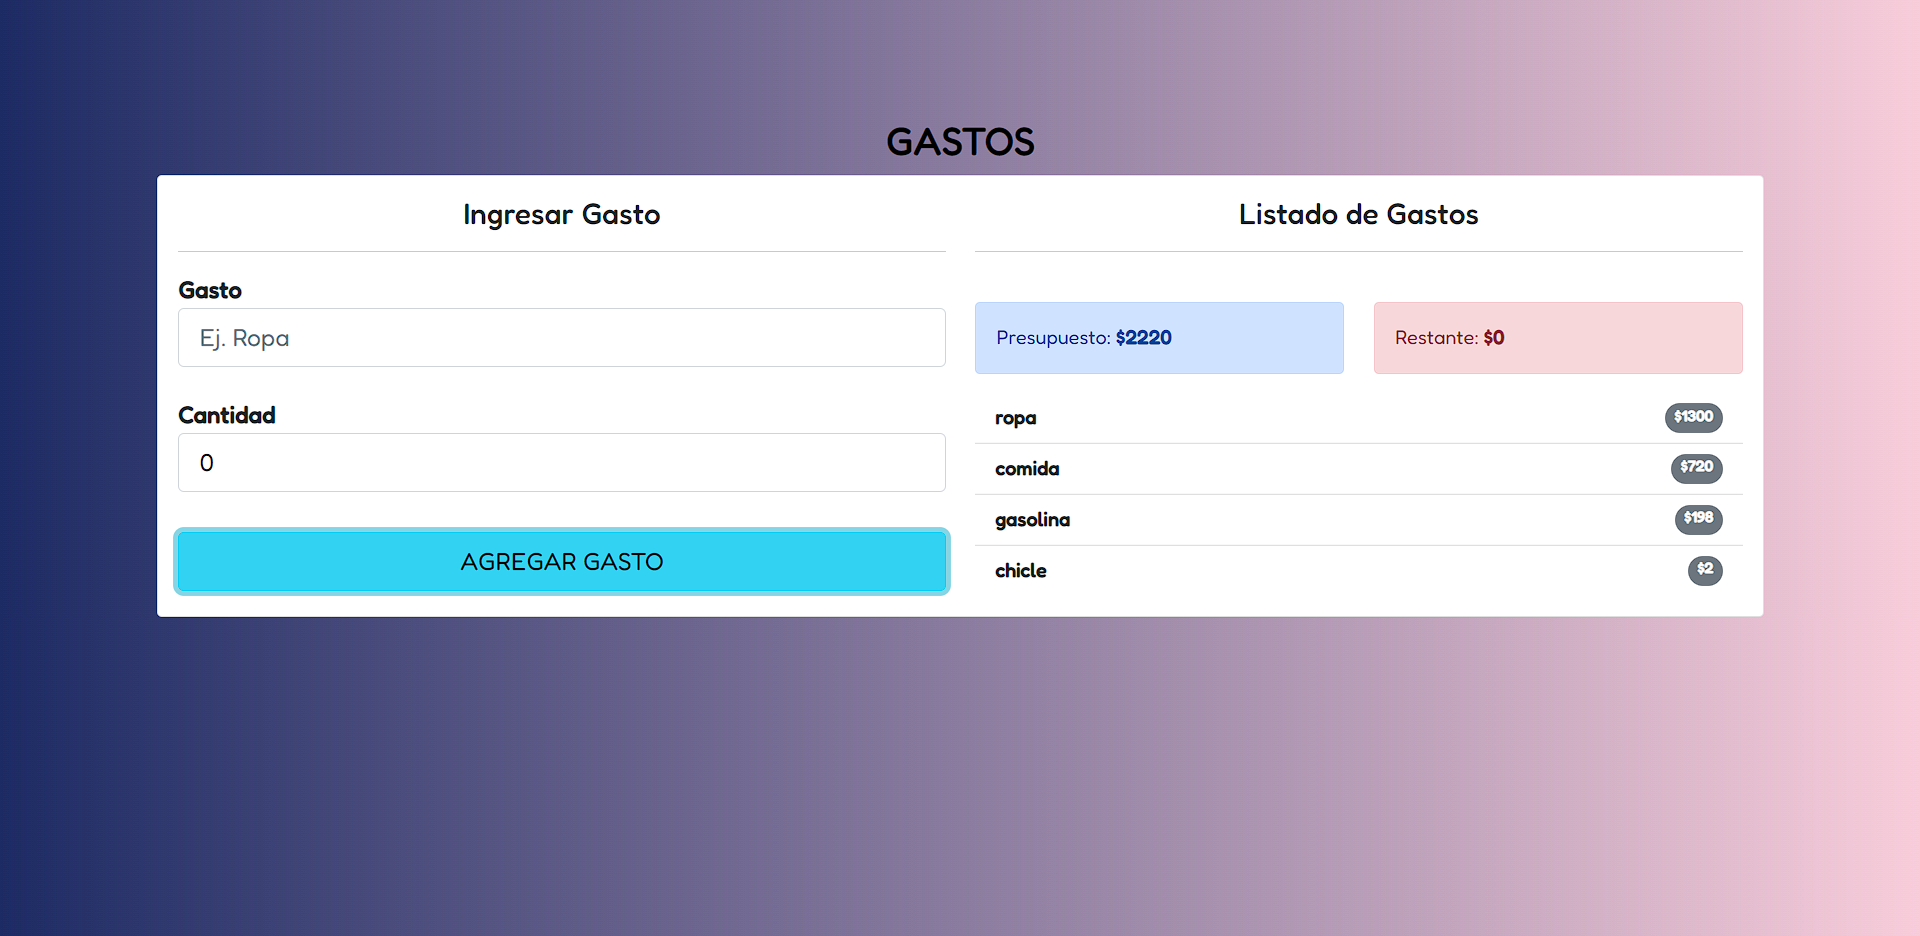 GASTOS
Ingresar Gasto
Gasto
Ej. Ropa
Cantidad
0
AGREGAR GASTO
Listado de Gastos
Presupuesto: $2220
Restante: $0
ropa $1300
comida $720
gasolina $198
chicle $2